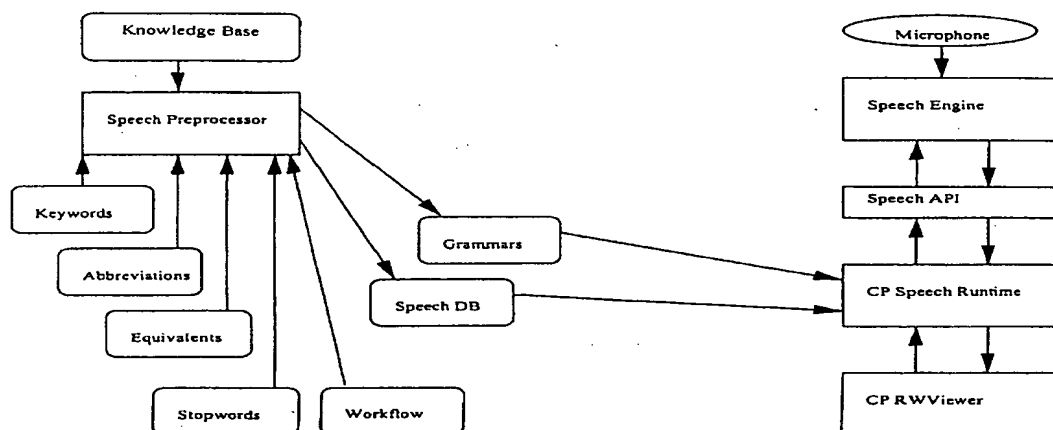 Knowledge Base
Microphone
Speech Preprocessor
Speech Engine
Keywords
Speech API
Abbreviations
Grammars
Speech DB
CP Speech Runtime
Equivalents
Stopwords
Workflow
CP RWViewer